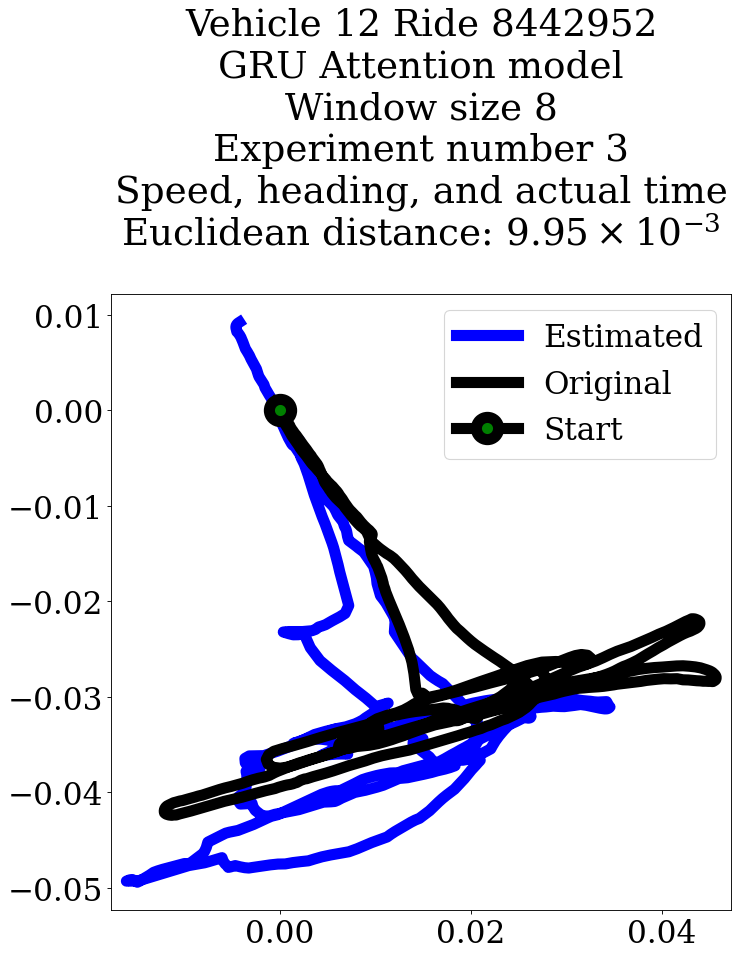 Vehicle 12 Ride 8442952
GRU Attention model
Window size 8
Experiment number 3
Speed, heading, and actual time
Euclidean distance: 9.95 × 10⁻³
Estimated
Original
Start
0.01
0.00
−0.01
−0.02
−0.03
−0.04
−0.05
0.00 0.02 0.04